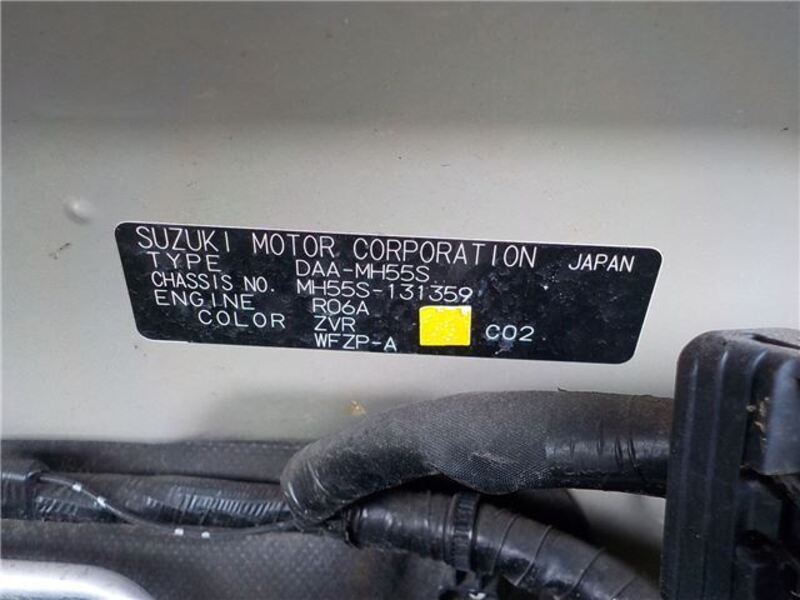 SUZUKI MOTOR CORPORATION JAPAN
TYPE DAA-MH55S
CHASSIS NO. MH55S-131359
ENGINE R06A
COLOR ZVR C02
WFZP-A